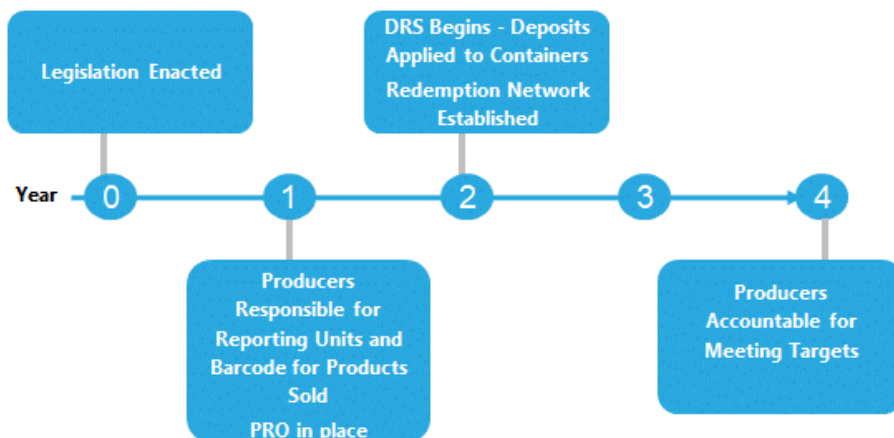 Legislation Enacted
DRS Begins - Deposits
Applied to Containers
Redemption Network
Established
Year 0 1 2 3 4
Producers
Responsible for
Reporting Units and
Barcode for Products
Sold
PRO in place
Producers
Accountable for
Meeting Targets